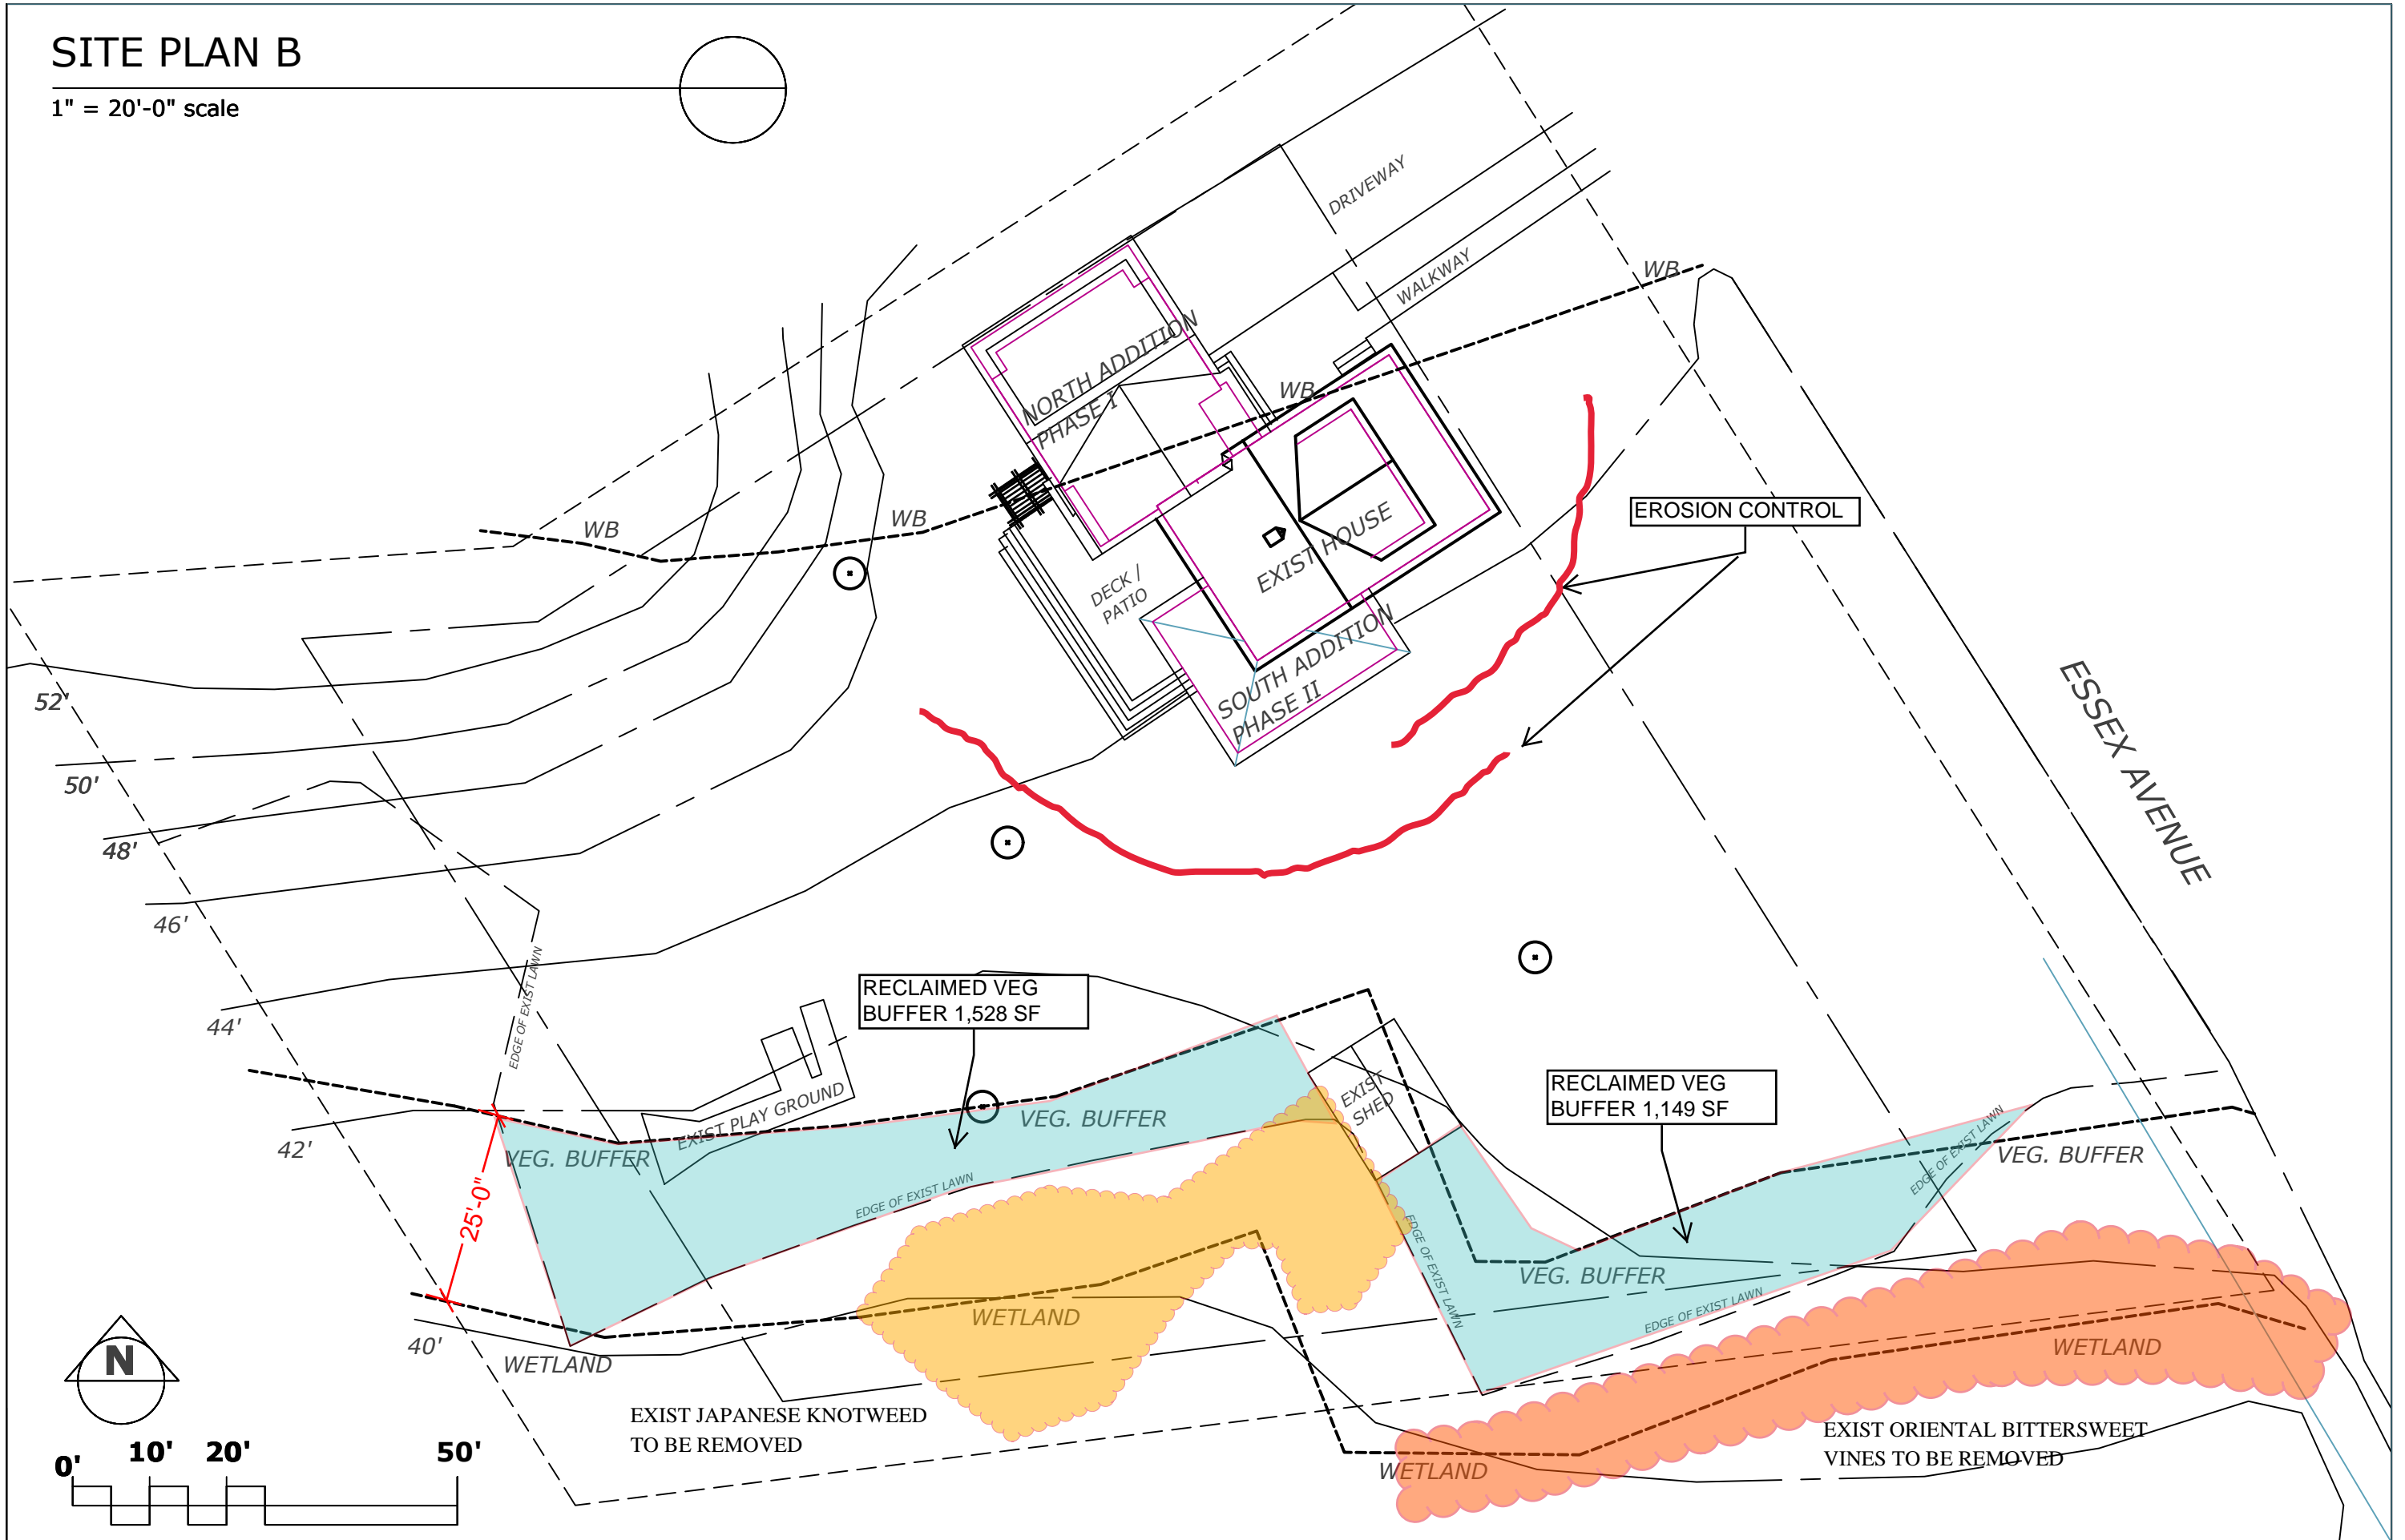 SITE PLAN B
1" = 20'-0" scale
DRIVEWAY
WALKWAY
WB
NORTH ADDITION
PHASE I
WB
WB
WB
EXIST HOUSE
EROSION CONTROL
DECK /
PATIO
SOUTH ADDITION
PHASE II
ESSEX AVENUE
52'
50'
48'
46'
44'
42'
40'
EDGE OF EXIST LAWN
RECLAIMED VEG
BUFFER 1,528 SF
EXIST PLAY GROUND
VEG. BUFFER
VEG. BUFFER
EXIST
SHED
RECLAIMED VEG
BUFFER 1,149 SF
EDGE OF EXIST LAWN
VEG. BUFFER
25'-0"
EDGE OF EXIST LAWN
EDGE OF EXIST LAWN
VEG. BUFFER
EDGE OF EXIST LAWN
WETLAND
WETLAND
WETLAND
WETLAND
N
EXIST JAPANESE KNOTWEED
TO BE REMOVED
EXIST ORIENTAL BITTERSWEET
VINES TO BE REMOVED
0' 10' 20' 50'